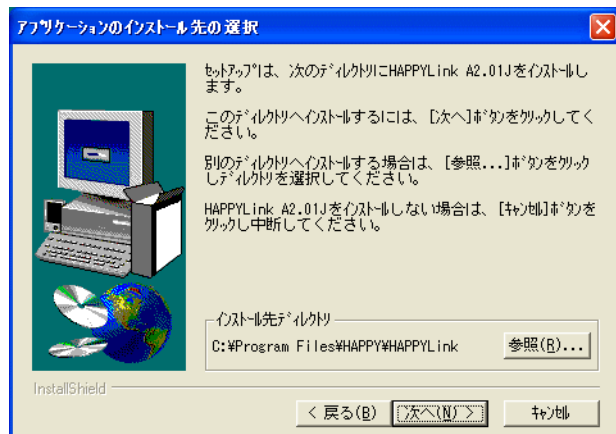 アプリケーションのインストール先の選択
ｾｯﾄｱｯﾌﾟは、次のﾃﾞｨﾚｸﾄﾘにHAPPYLink A2.01Jをｲﾝｽﾄｰﾙし
ます。
このﾃﾞｨﾚｸﾄﾘへｲﾝｽﾄｰﾙするには、[次へ]ﾎﾞﾀﾝをｸﾘｯｸしてく
ださい。
別のﾃﾞｨﾚｸﾄﾘへｲﾝｽﾄｰﾙする場合は、[参照...]ﾎﾞﾀﾝをｸﾘｯｸ
しﾃﾞｨﾚｸﾄﾘを選択してください。
HAPPYLink A2.01Jをｲﾝｽﾄｰﾙしない場合は、[ｷｬﾝｾﾙ]ﾎﾞﾀﾝを
ｸﾘｯｸし中断してください。
ｲﾝｽﾄｰﾙ先ﾃﾞｨﾚｸﾄﾘ
C:¥Program Files¥HAPPY¥HAPPYLink 参照(R)...
InstallShield
< 戻る(B) 次へ(N) > ｷｬﾝｾﾙ